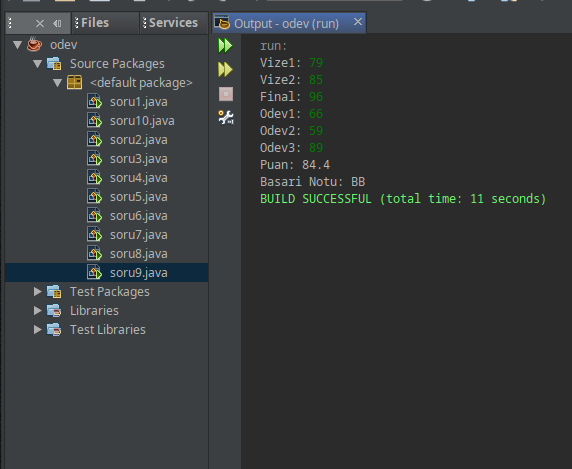 Files
Services
odev
Source Packages
<default package>
soru1.java
soru10.java
soru2.java
soru3.java
soru4.java
soru5.java
soru6.java
soru7.java
soru8.java
soru9.java
Test Packages
Libraries
Test Libraries
Output - odev (run)
run:
Vize1: 79
Vize2: 85
Final: 96
Odev1: 66
Odev2: 59
Odev3: 89
Puan: 84.4
Basari Notu: BB
BUILD SUCCESSFUL (total time: 11 seconds)